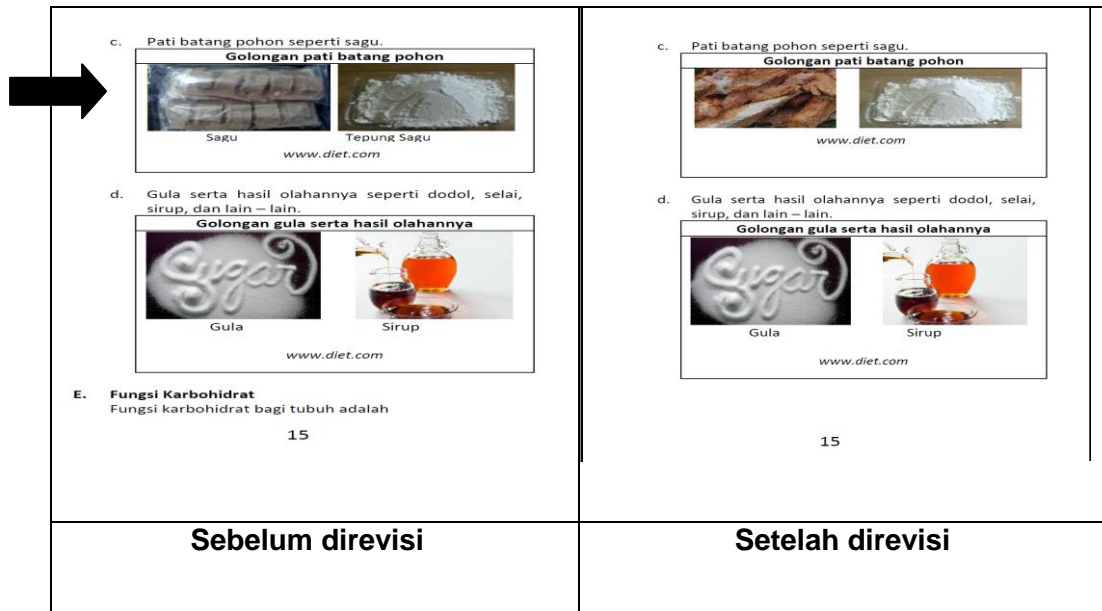 c. Pati batang pohon seperti sagu.
Golongan pati batang pohon
Sagu Tepung Sagu
www.diet.com
d. Gula serta hasil olahannya seperti dodol, selai,
sirup, dan lain – lain.
Golongan gula serta hasil olahannya
Sugar
Gula Sirup
www.diet.com
E. Fungsi Karbohidrat
Fungsi karbohidrat bagi tubuh adalah
15
Sebelum direvisi
c. Pati batang pohon seperti sagu.
Golongan pati batang pohon
www.diet.com
d. Gula serta hasil olahannya seperti dodol, selai,
sirup, dan lain – lain.
Golongan gula serta hasil olahannya
Sugar
Gula Sirup
www.diet.com
15
Setelah direvisi